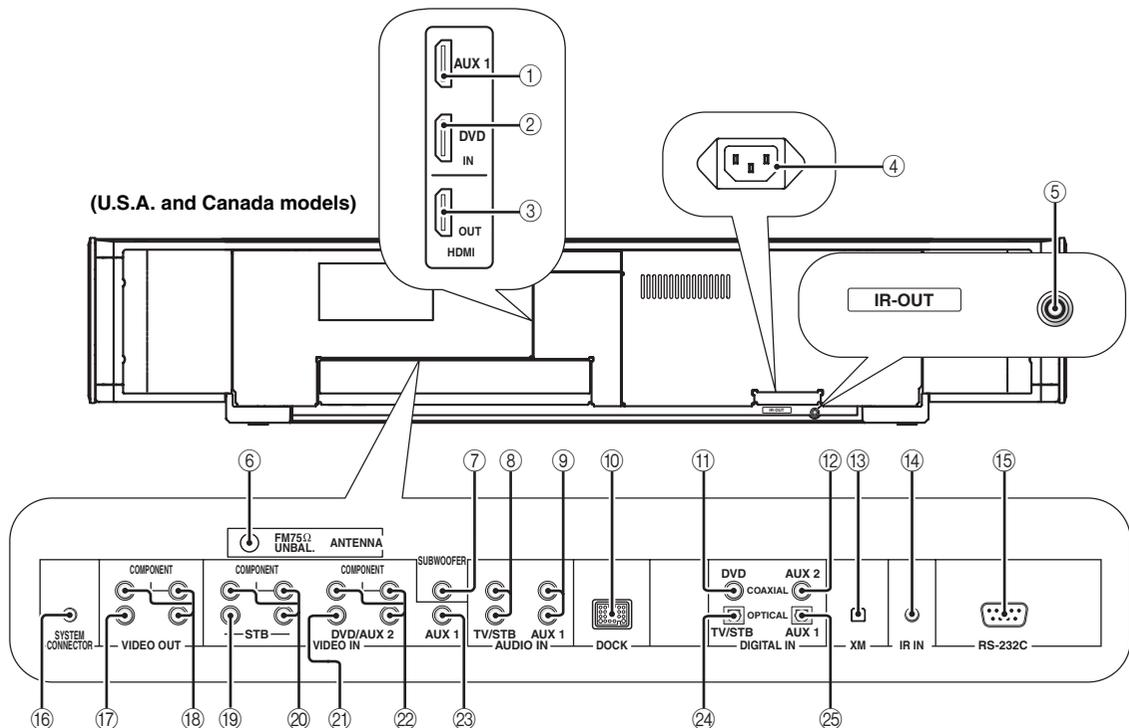 AUX 1
①
②
DVD
IN
③
OUT
HDMI
④
(U.S.A. and Canada models)
⑤
IR-OUT
IR-OUT
⑥ ⑦ ⑧ ⑨ ⑩ ⑪ ⑫ ⑬ ⑭ ⑮
FM75Ω
UNBAL. ANTENNA
COMPONENT COMPONENT COMPONENT SUBWOOFER
DVD COAXIAL AUX 2
OPTICAL
SYSTEM
CONNECTOR
VIDEO OUT
STB
DVD/AUX 2
VIDEO IN
AUX 1
TV/STB AUX 1
AUDIO IN
DOCK
TV/STB AUX 1
DIGITAL IN
XM
IR IN
RS-232C
⑯ ⑰ ⑱ ⑲ ⑳ ㉑ ㉒ ㉓ ㉔ ㉕